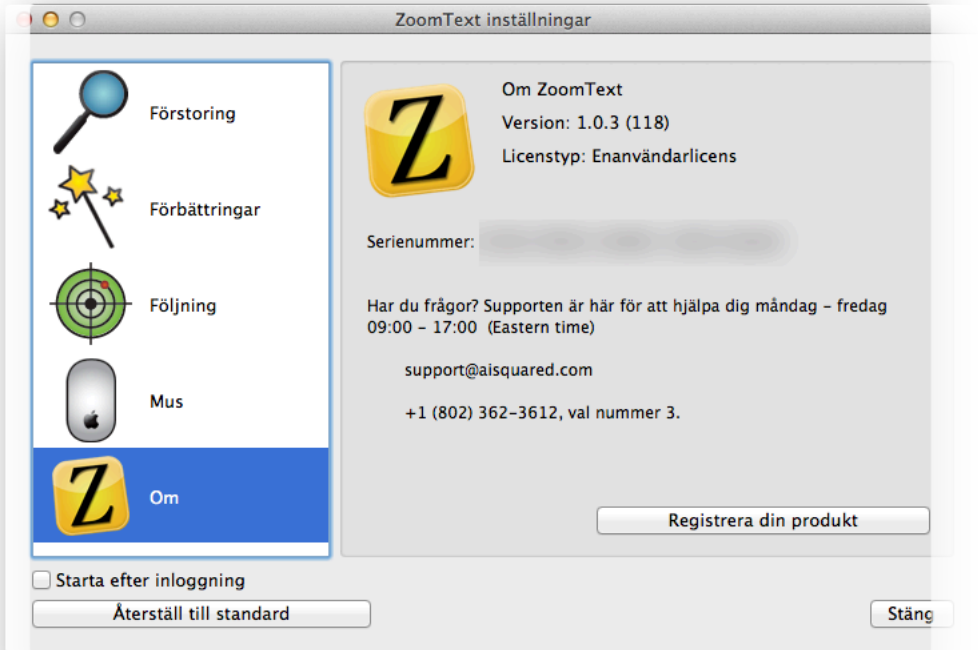 ZoomText inställningar
Förstoring
Förbättringar
Följning
Mus
Z
Om
Z
Om ZoomText
Version: 1.0.3 (118)
Licenstyp: Enanvändarlicens
Serienummer:
Har du frågor? Supporten är här för att hjälpa dig måndag – fredag
09:00 – 17:00  (Eastern time)
support@aisquared.com
+1 (802) 362-3612, val nummer 3.
Registrera din produkt
Starta efter inloggning
Återställ till standard
Stäng